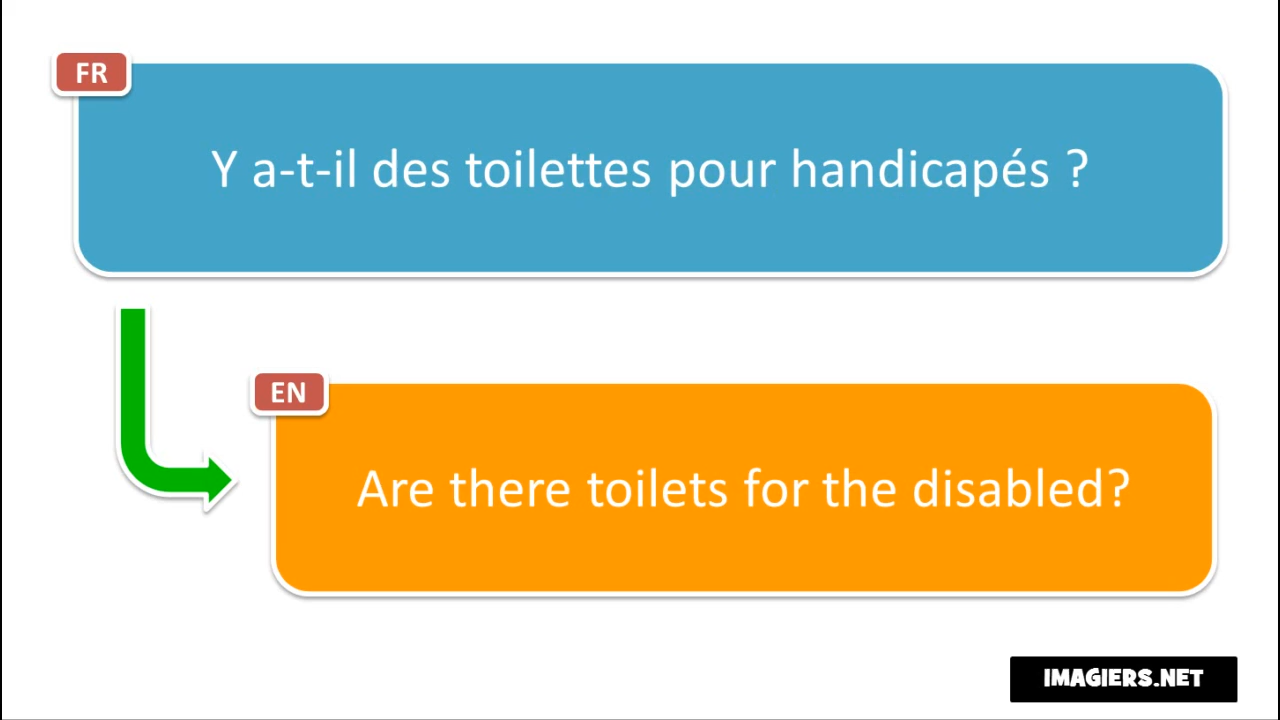 FR
Y a-t-il des toilettes pour handicapés ?
EN
Are there toilets for the disabled?
IMAGIERS.NET